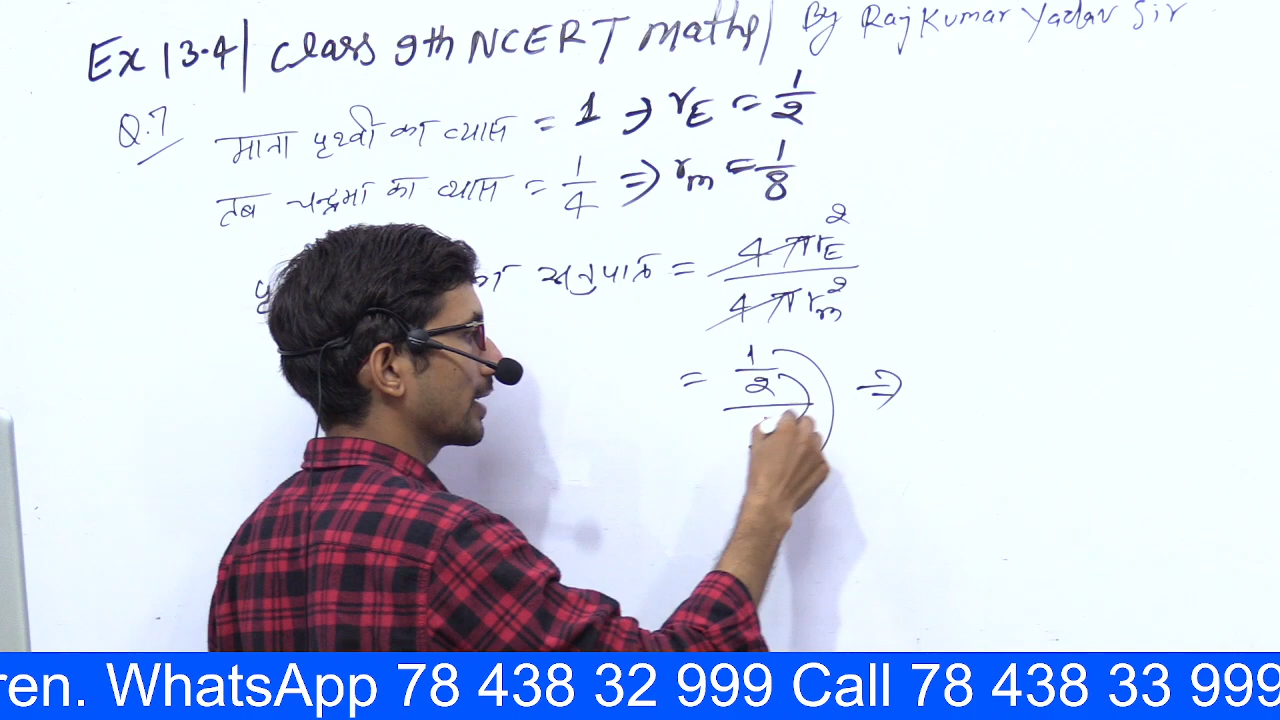 Ex 13.4 | Class 9th NCERT maths | By RajKumar Yadav Sir
Q.7 माना पृथ्वी का व्यास = 1 ⇒ rE = 1/2
तब चन्द्रमा का व्यास = 1/4 ⇒ rm = 1/8
का अनुपात = 4πrE² / 4πrm²
= 1/2 ⇒
ren. WhatsApp 78 438 32 999 Call 78 438 33 999